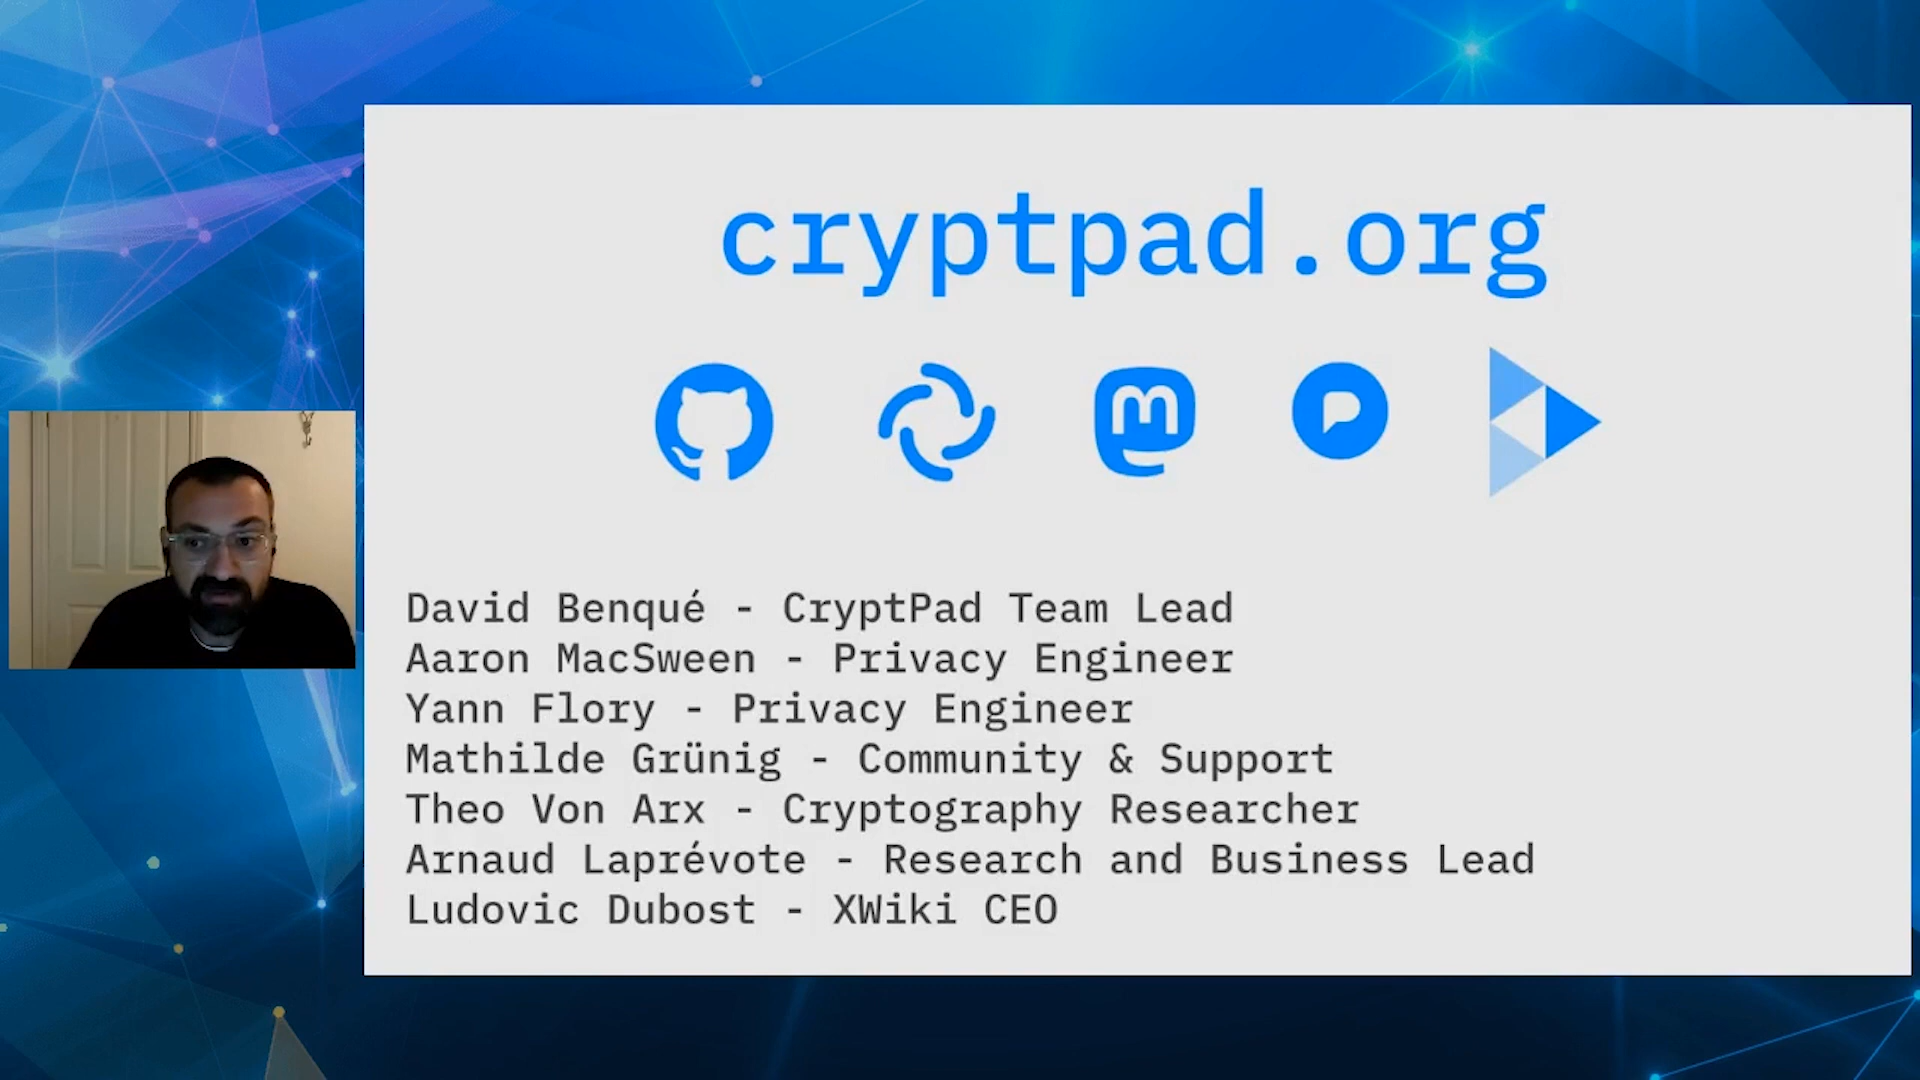 cryptpad.org
David Benqué - CryptPad Team Lead
Aaron MacSween - Privacy Engineer
Yann Flory - Privacy Engineer
Mathilde Grünig - Community & Support
Theo Von Arx - Cryptography Researcher
Arnaud Laprévote - Research and Business Lead
Ludovic Dubost - XWiki CEO